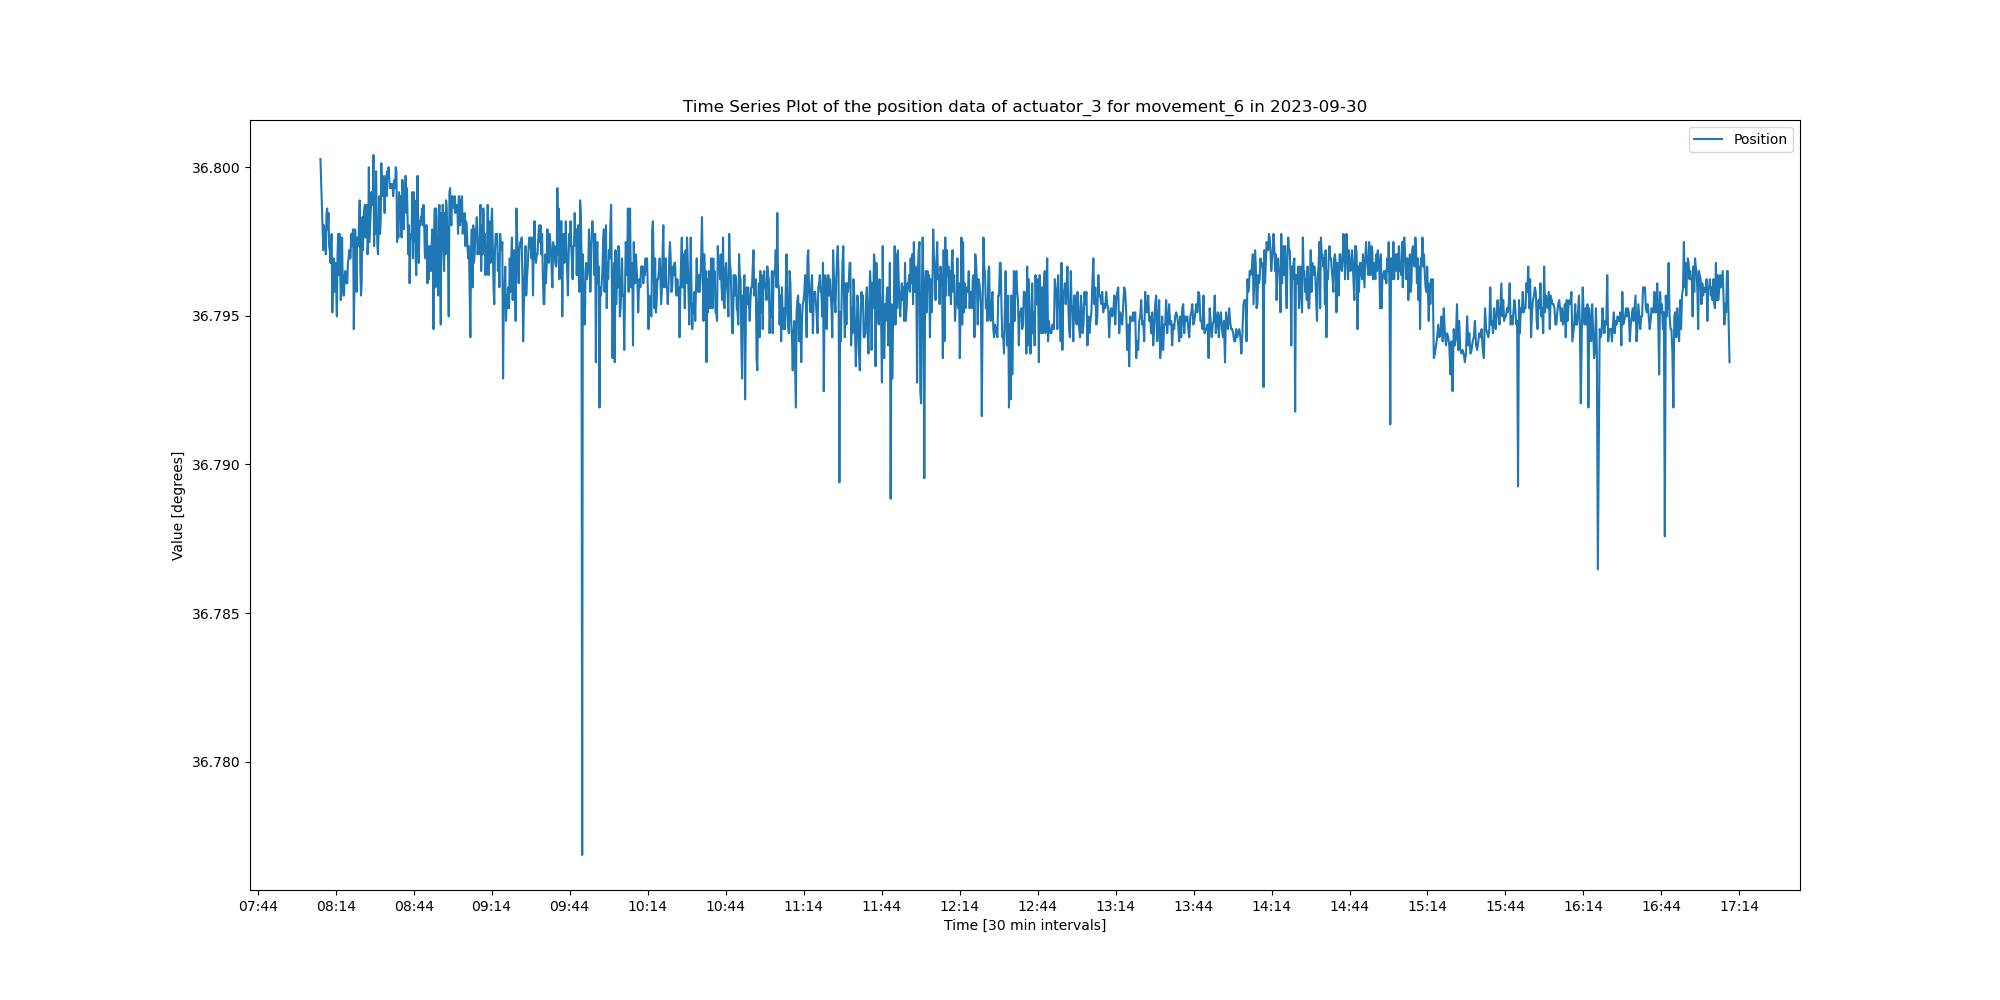 Time Series Plot of the position data of actuator_3 for movement_6 in 2023-09-30
Position
36.800
36.795
36.790
36.785
36.780
Value [degrees]
07:44 08:14 08:44 09:14 09:44 10:14 10:44 11:14 11:44 12:14 12:44 13:14 13:44 14:14 14:44 15:14 15:44 16:14 16:44 17:14
Time [30 min intervals]